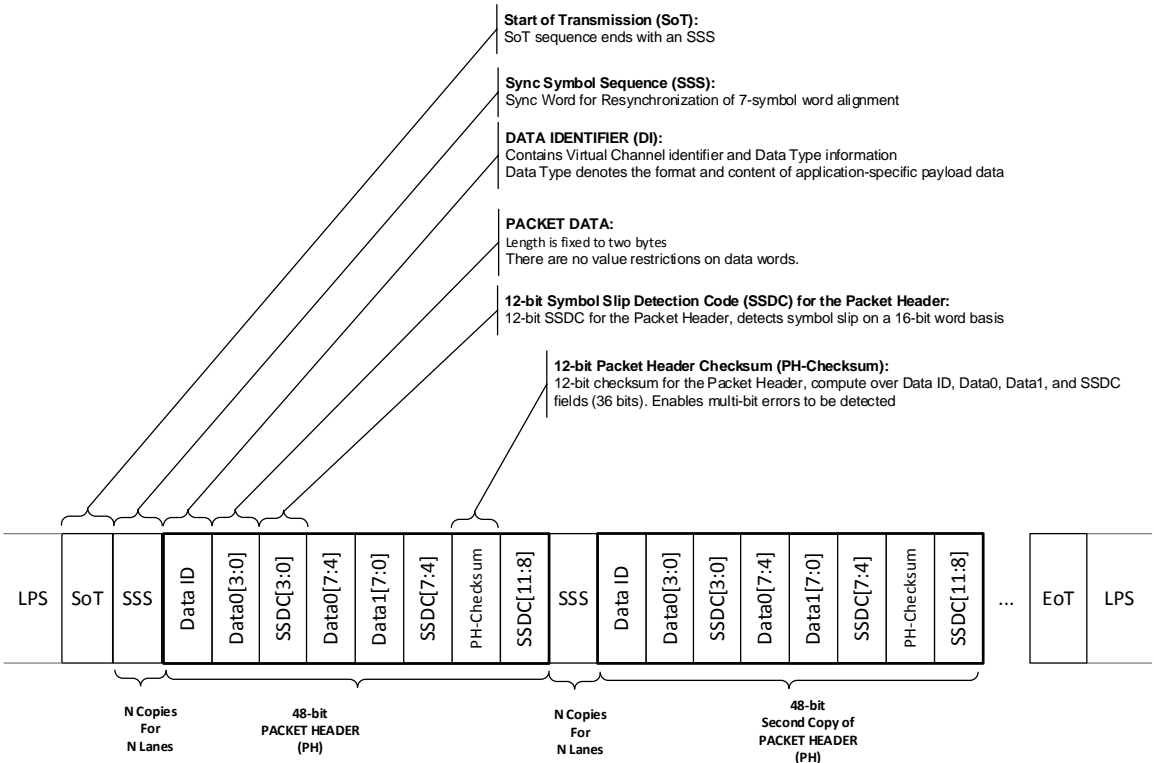 Start of Transmission (SoT):
SoT sequence ends with an SSS
Sync Symbol Sequence (SSS):
Sync Word for Resynchronization of 7-symbol word alignment
DATA IDENTIFIER (DI):
Contains Virtual Channel identifier and Data Type information
Data Type denotes the format and content of application-specific payload data
PACKET DATA:
Length is fixed to two bytes
There are no value restrictions on data words.
12-bit Symbol Slip Detection Code (SSDC) for the Packet Header:
12-bit SSDC for the Packet Header, detects symbol slip on a 16-bit word basis
12-bit Packet Header Checksum (PH-Checksum):
12-bit checksum for the Packet Header, compute over Data ID, Data0, Data1, and SSDC
fields (36 bits). Enables multi-bit errors to be detected
LPS
SoT
SSS
Data ID
Data0[3:0]
SSDC[3:0]
Data0[7:4]
Data1[7:0]
SSDC[7:4]
PH-Checksum
SSDC[11:8]
SSS
Data ID
Data0[3:0]
SSDC[3:0]
Data0[7:4]
Data1[7:0]
SSDC[7:4]
PH-Checksum
SSDC[11:8]
...
EoT
LPS
N Copies
For
N Lanes
48-bit
PACKET HEADER
(PH)
N Copies
For
N Lanes
48-bit
Second Copy of
PACKET HEADER
(PH)